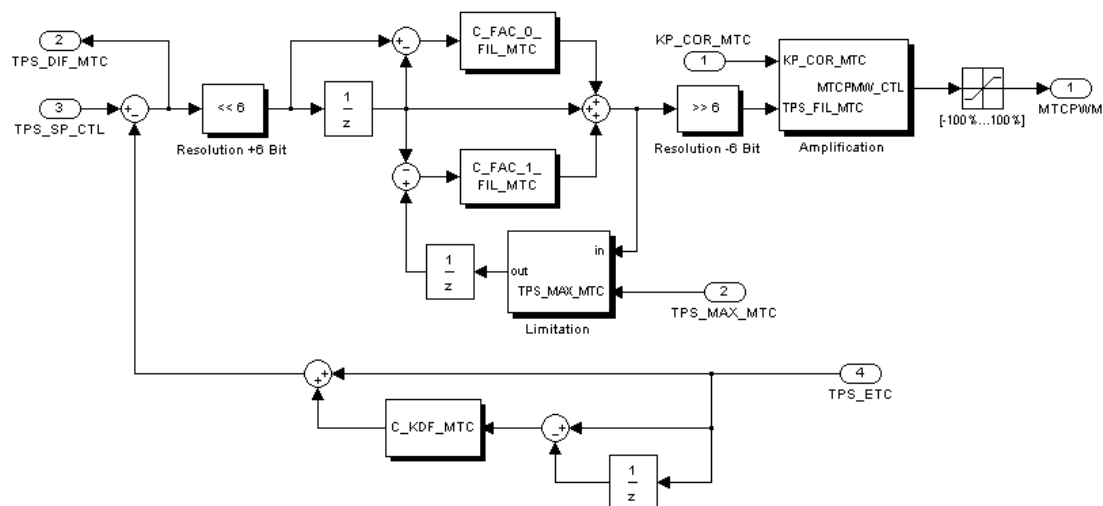 2
TPS_DIF_MTC
3
TPS_SP_CTL
<< 6
Resolution +6 Bit
1
z
C_FAC_0_
FIL_MTC
C_FAC_1_
FIL_MTC
1
z
in
out
TPS_MAX_MTC
Limitation
2
TPS_MAX_MTC
>> 6
Resolution -6 Bit
KP_COR_MTC
1
KP_COR_MTC
MTCPMW_CTL
TPS_FIL_MTC
Amplification
[-100%...100%]
1
MTCPWM
4
TPS_ETC
C_KDF_MTC
1
z